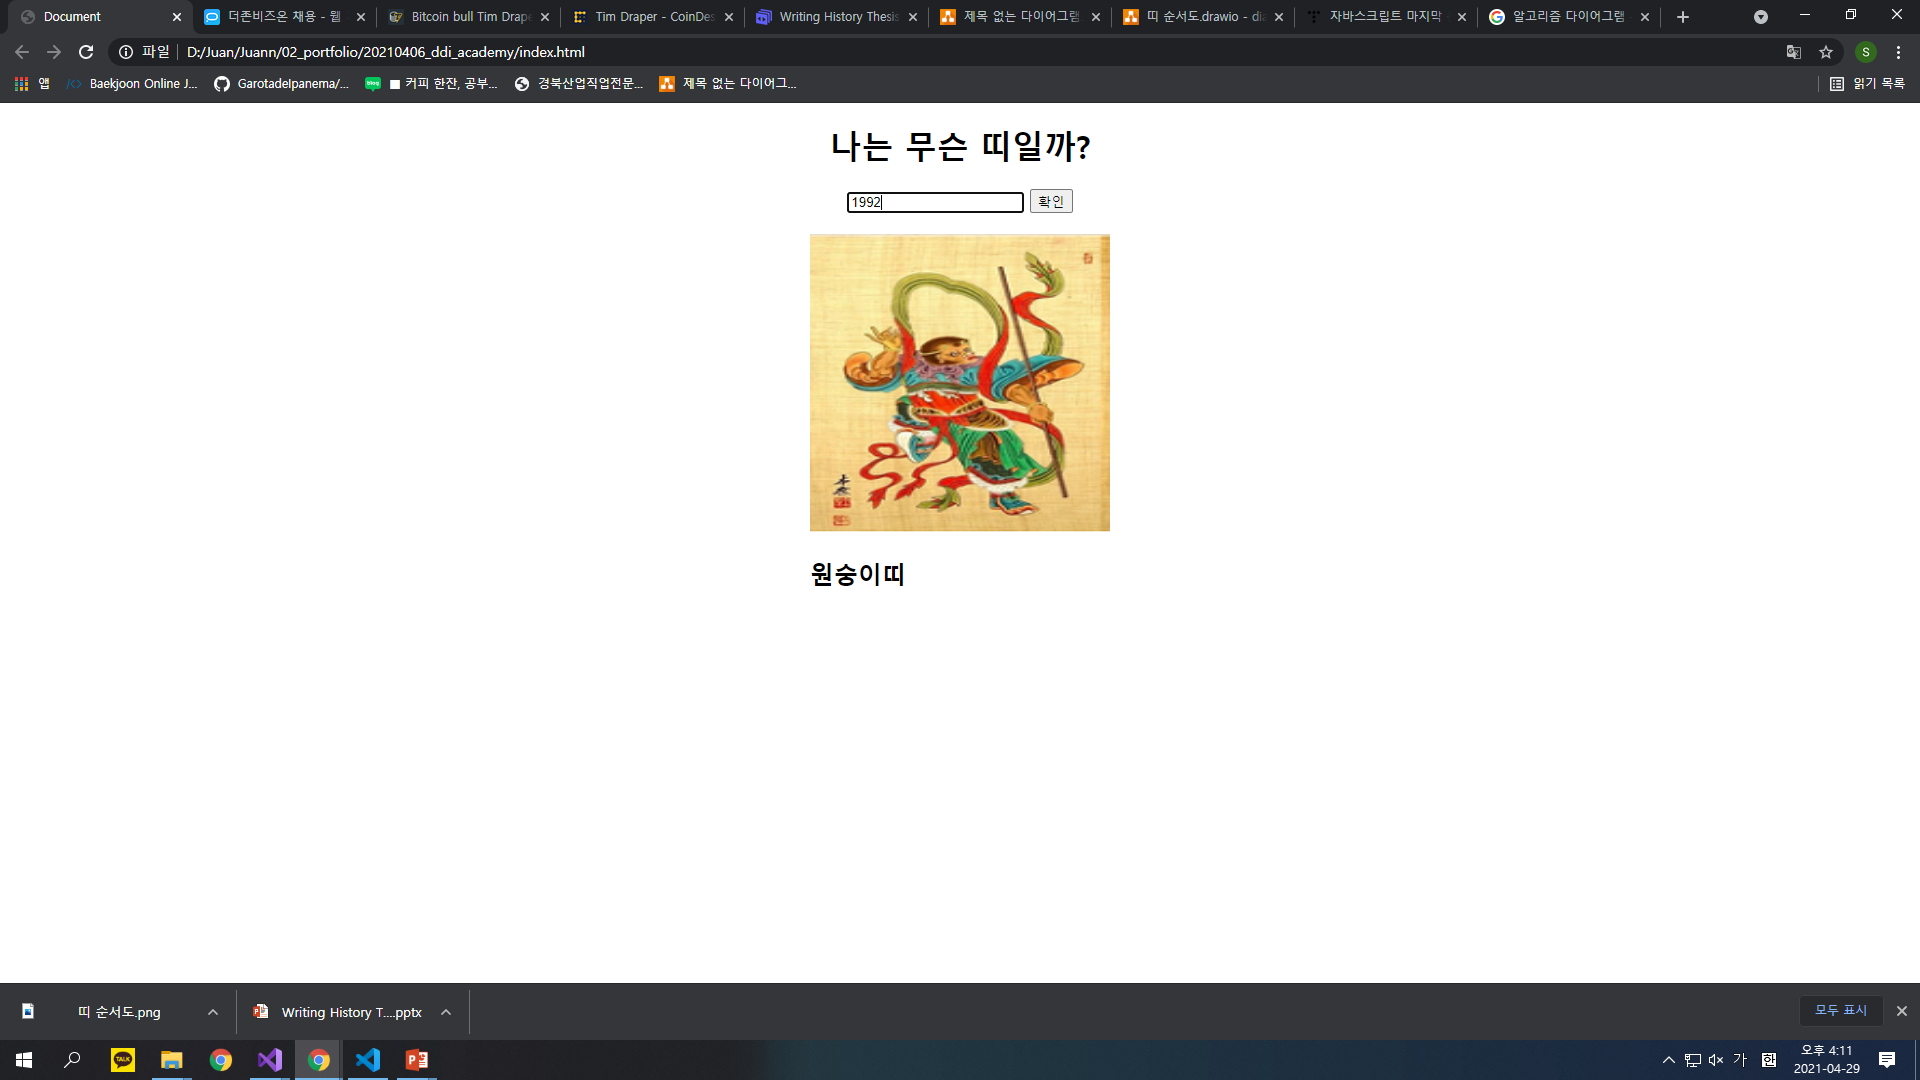 Document
더존비즈온 채용 - 웹
Bitcoin bull Tim Drape
Tim Draper - CoinDes
Writing History Thesis
제목 없는 다이어그램
띠 순서도.drawio - dia
자바스크립트 마지막
알고리즘 다이어그램
파일
D:/Juan/Juann/02_portfolio/20210406_ddi_academy/index.html
S
앱
Baekjoon Online J...
Garotadelpanema/...
blog
■ 커피 한잔, 공부...
경북산업직업전문...
제목 없는 다이어그...
읽기 목록
나는 무슨 띠일까?
1992
확인
원숭이띠
띠 순서도.png
Writing History T....pptx
모두 표시
TALK
가
한
오후 4:11
2021-04-29